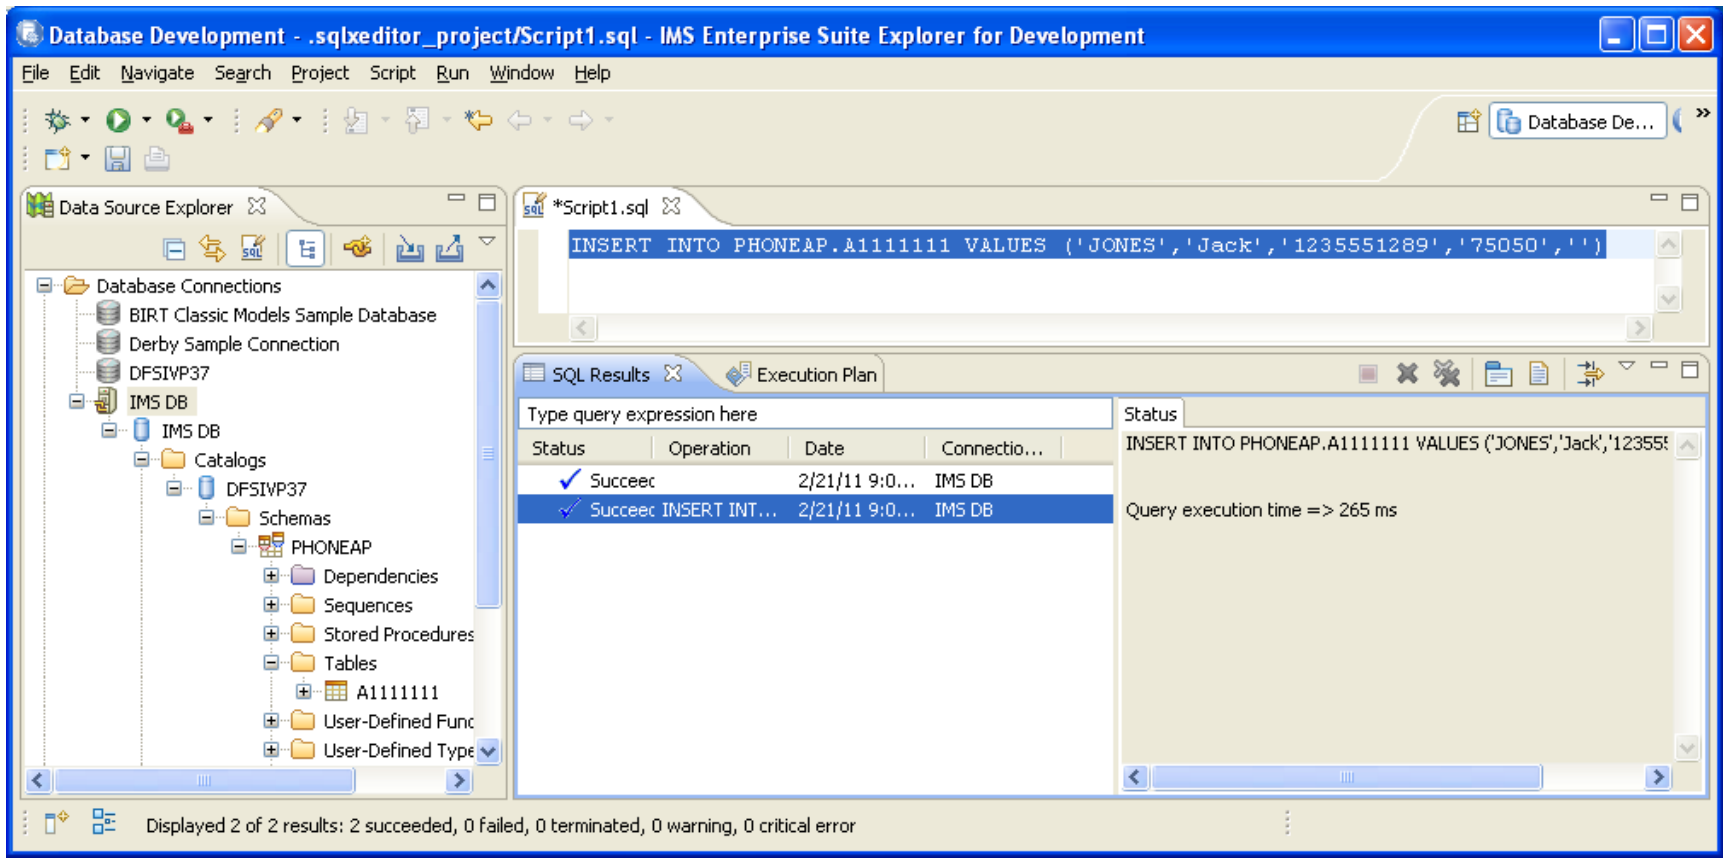 Database Development - .sqlxeditor_project/Script1.sql - IMS Enterprise Suite Explorer for Development
File Edit Navigate Search Project Script Run Window Help
Database De...
Data Source Explorer
Database Connections
BIRT Classic Models Sample Database
Derby Sample Connection
DFSIVP37
IMS DB
IMS DB
Catalogs
DFSIVP37
Schemas
PHONEAP
Dependencies
Sequences
Stored Procedures
Tables
A1111111
User-Defined Func
User-Defined Type
*Script1.sql
INSERT INTO PHONEAP.A1111111 VALUES ('JONES','Jack','1235551289','75050','')
SQL Results Execution Plan
Type query expression here
Status Operation Date Connectio...
Succeed 2/21/11 9:0... IMS DB
Succeed INSERT INT... 2/21/11 9:0... IMS DB
Status
INSERT INTO PHONEAP.A1111111 VALUES ('JONES','Jack','12355
Query execution time => 265 ms
Displayed 2 of 2 results: 2 succeeded, 0 failed, 0 terminated, 0 warning, 0 critical error